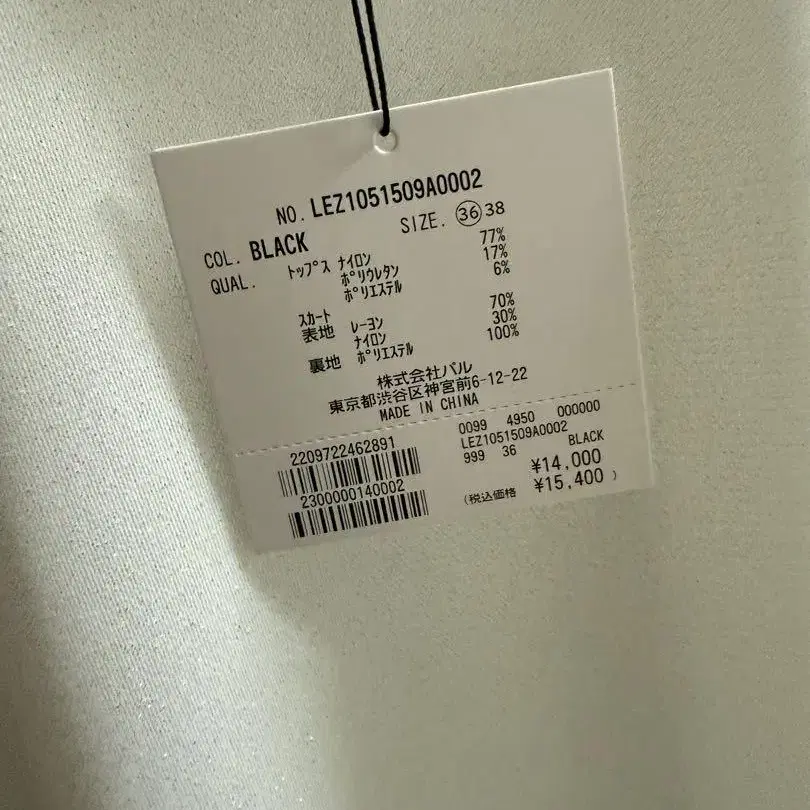 NO. LEZ1051509A0002
COL. BLACK SIZE. 36 38
QUAL. ﾄｯﾌﾟｽ ﾅｲﾛﾝ 77%
ﾎﾟﾘｳﾚﾀﾝ 17%
ﾎﾟﾘｴｽﾃﾙ 6%
ｽｶｰﾄ
表地 ﾚｰﾖﾝ 70%
ﾅｲﾛﾝ 30%
裏地 ﾎﾟﾘｴｽﾃﾙ 100%
株式会社パル
東京都渋谷区神宮前6-12-22
MADE IN CHINA
2209722462891
2300000140002
0099 4950 000000
LEZ1051509A0002
999 36 BLACK
¥14,000
(税込価格 ¥15,400 )